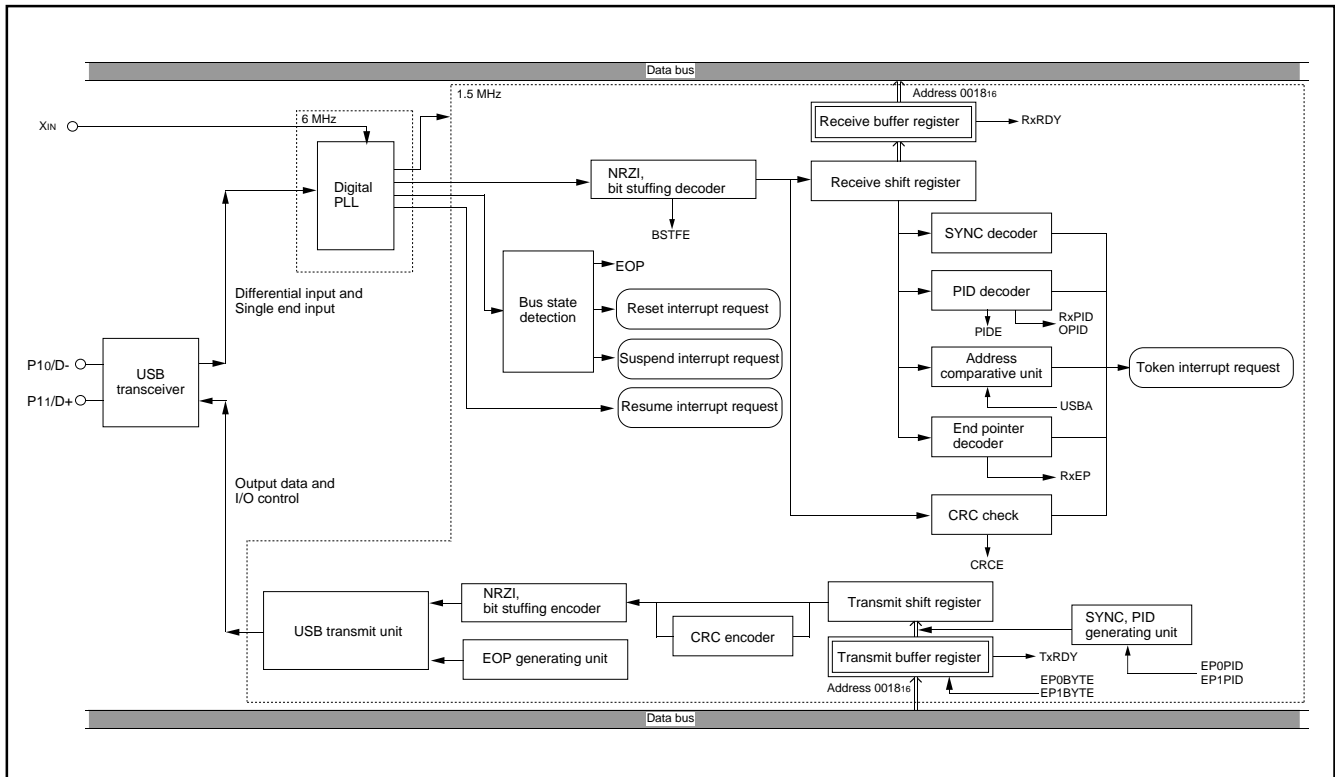 Data bus
1.5 MHz
Address 001816
6 MHz
XIN
Receive buffer register
RxRDY
Digital
PLL
NRZI,
bit stuffing decoder
Receive shift register
BSTFE
SYNC decoder
EOP
Bus state
detection
PID decoder
Differential input and
Single end input
Reset interrupt request
PIDE
RxPID
OPID
P10/D-
P11/D+
USB
transceiver
Suspend interrupt request
Address
comparative unit
Token interrupt request
Resume interrupt request
USBA
End pointer
decoder
RxEP
Output data and
I/O control
CRC check
CRCE
NRZI,
bit stuffing encoder
Transmit shift register
USB transmit unit
CRC encoder
SYNC, PID
generating unit
EOP generating unit
Transmit buffer register
TxRDY
EP0PID
EP1PID
Address 001816
EP0BYTE
EP1BYTE
Data bus